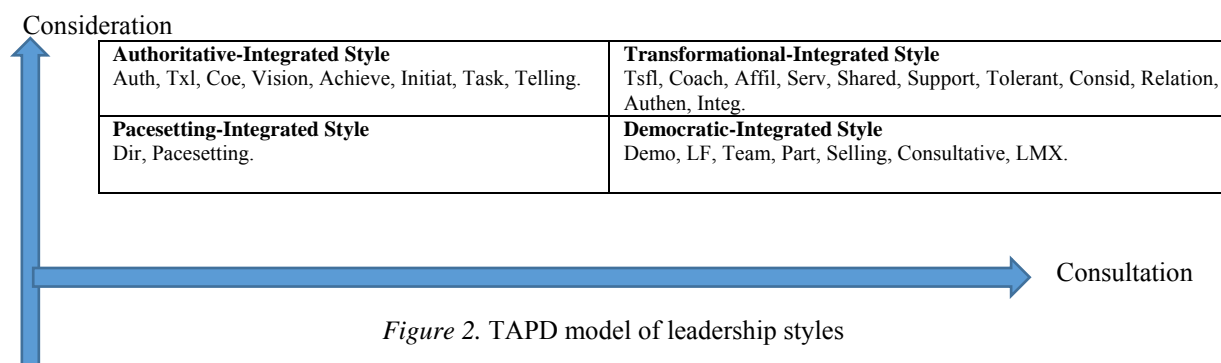 Consideration
Authoritative-Integrated Style
Auth, Txl, Coe, Vision, Achieve, Initiat, Task, Telling.
Transformational-Integrated Style
Tsfl, Coach, Affil, Serv, Shared, Support, Tolerant, Consid, Relation,
Authen, Integ.
Pacesetting-Integrated Style
Dir, Pacesetting.
Democratic-Integrated Style
Demo, LF, Team, Part, Selling, Consultative, LMX.
Consultation
Figure 2. TAPD model of leadership styles